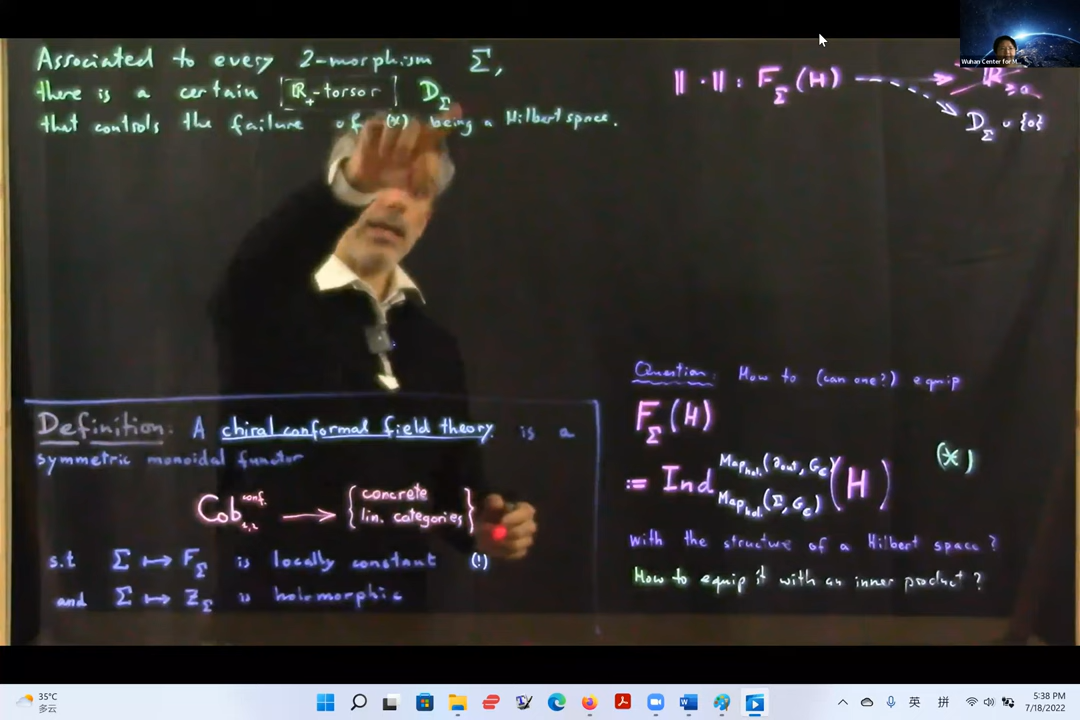 Associated to every 2-morphism Σ,
there is a certain [ℝ₊-torsor] D_Σ
that controls the failure of (*) being a Hilbert space.
‖·‖ : F_Σ(H) ⟶ ℝ≥0
D_Σ ∪ {0}
Wuhan Center for M...
Definition: A chiral conformal field theory is a
symmetric monoidal functor
Cob^conf._1,2 ⟶ { concrete
lin. categories }
s.t Σ ↦ F_Σ is locally constant (!)
and Σ ↦ Z_Σ is holomorphic
Question: How to (can one?) equip
F_Σ(H)
:= Ind^Map_hol.(∂out, G_C)_Map_hol.(Σ, G_C) (H) (*)
with the structure of a Hilbert space?
How to equip it with an inner product?
35°C
多云
英
拼
5:38 PM
7/18/2022